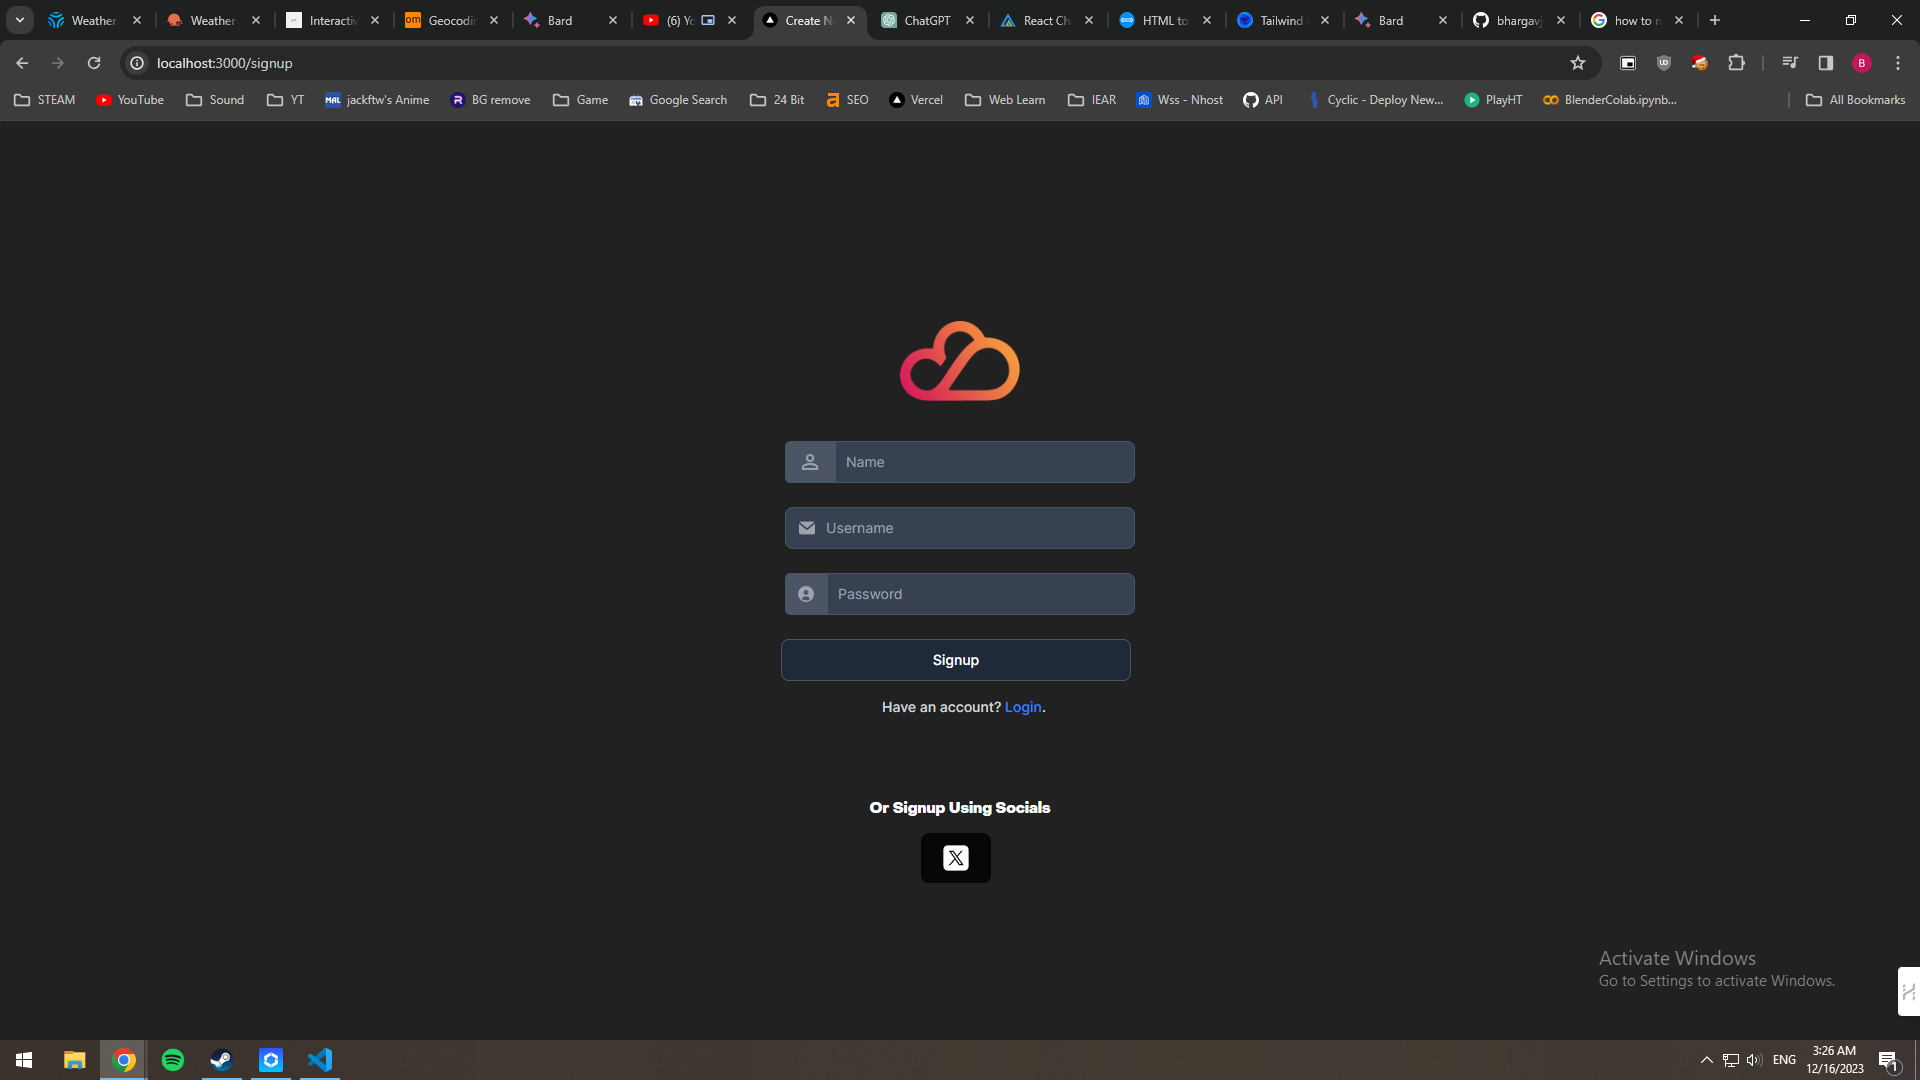 Weather
Weather
Interactiv
Geocodin
Bard
(6) Yo
Create N
ChatGPT
React Ch
HTML to
Tailwind
Bard
bhargavj
how to n
localhost:3000/signup
B
STEAM
YouTube
Sound
YT
MAL jackftw's Anime
BG remove
Game
Google Search
24 Bit
SEO
Vercel
Web Learn
IEAR
Wss - Nhost
API
Cyclic - Deploy New...
PlayHT
BlenderColab.ipynb...
All Bookmarks
Name
Username
Password
Signup
Have an account? Login.
Or Signup Using Socials
Activate Windows
Go to Settings to activate Windows.
ENG
3:26 AM
12/16/2023
1